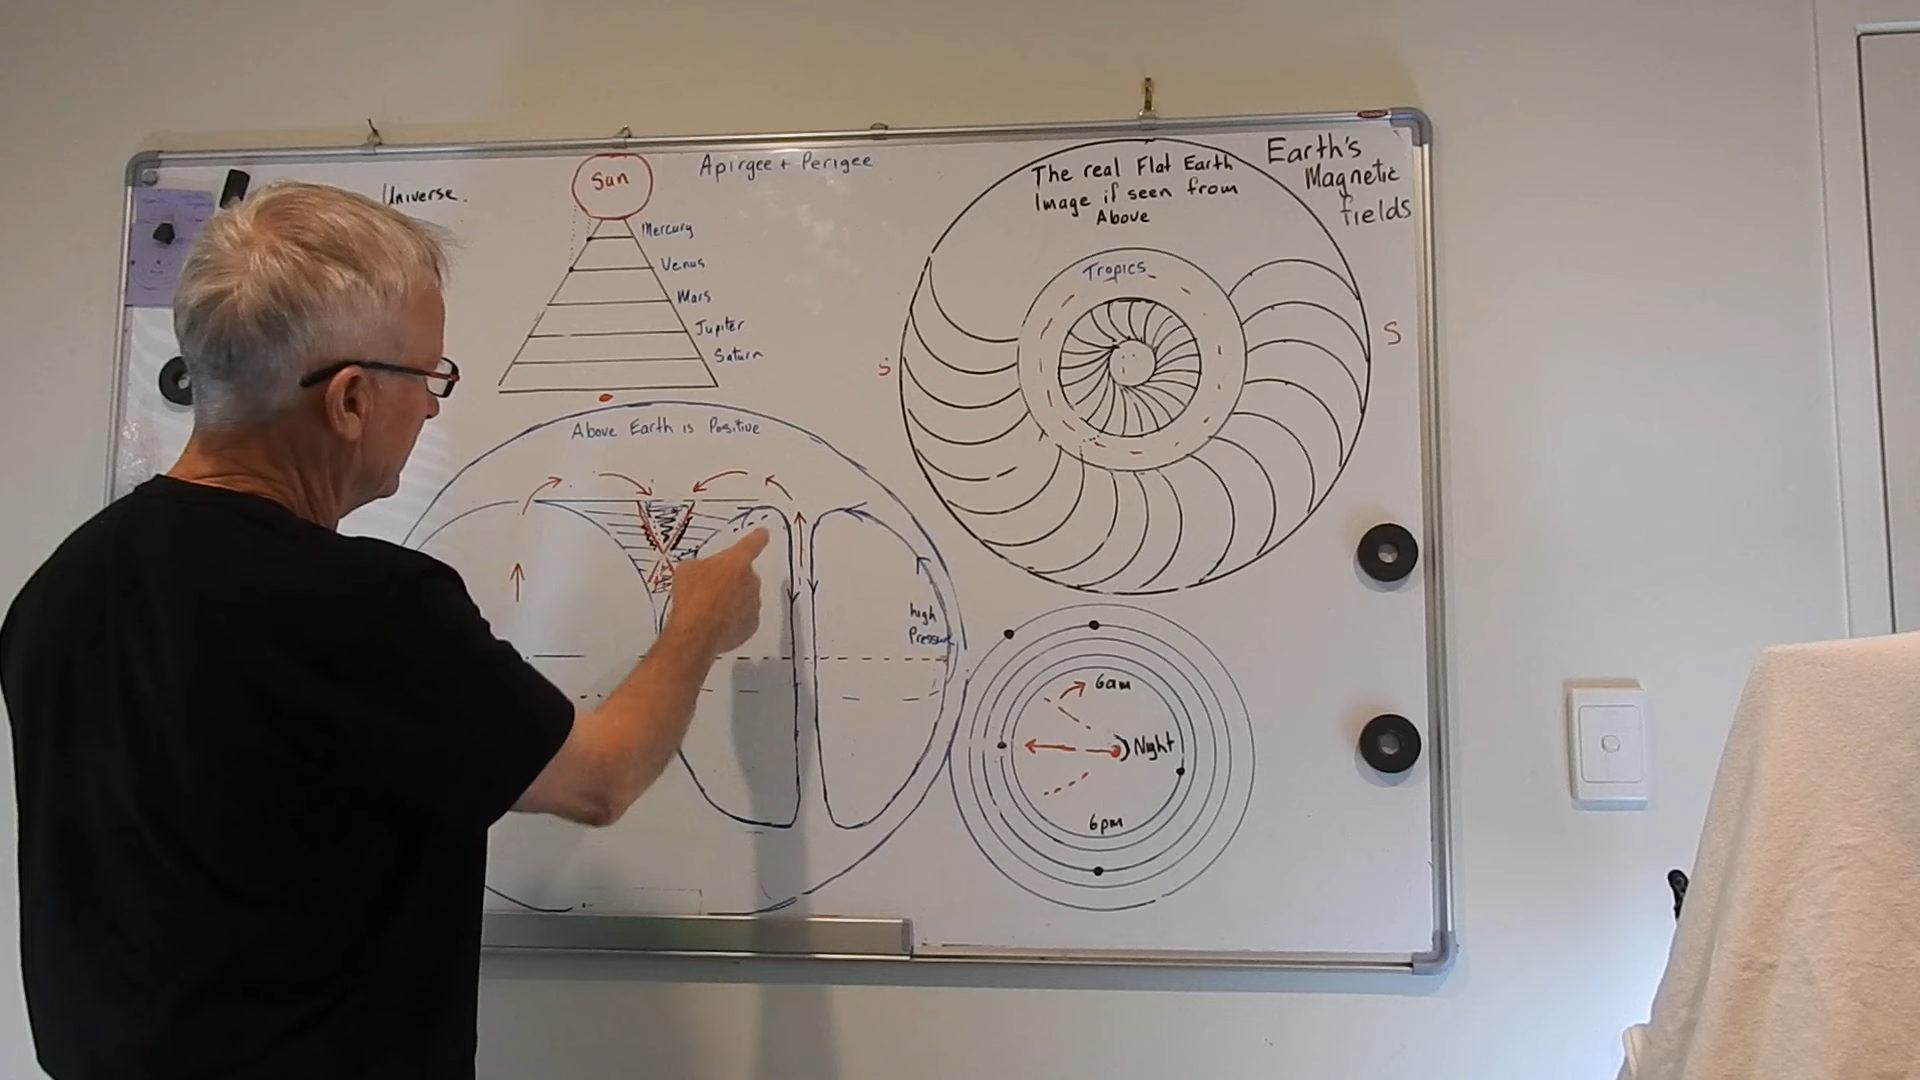 Universe.
Sun
Apirgee + Perigee
Mercury
Venus
Mars
Jupiter
Saturn
Above Earth is Positive
high
Pressure
The real Flat Earth
Image if seen from
Above
Tropics
Earth's
Magnetic
fields
S
S
6am
Night
6pm